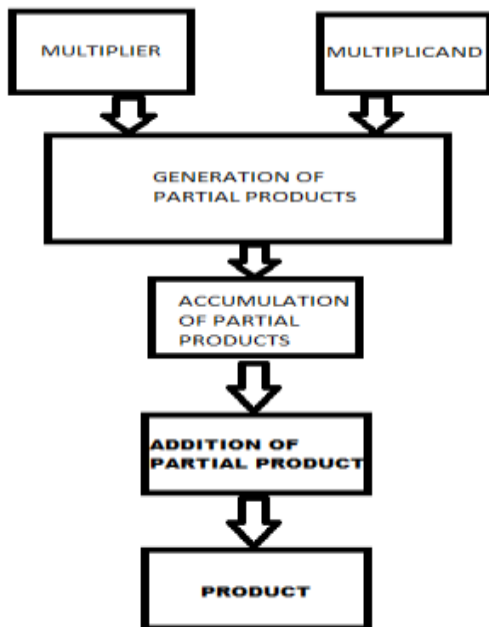 MULTIPLIER
MULTIPLICAND
GENERATION OF
PARTIAL PRODUCTS
ACCUMULATION
OF PARTIAL
PRODUCTS
ADDITION OF
PARTIAL PRODUCT
PRODUCT